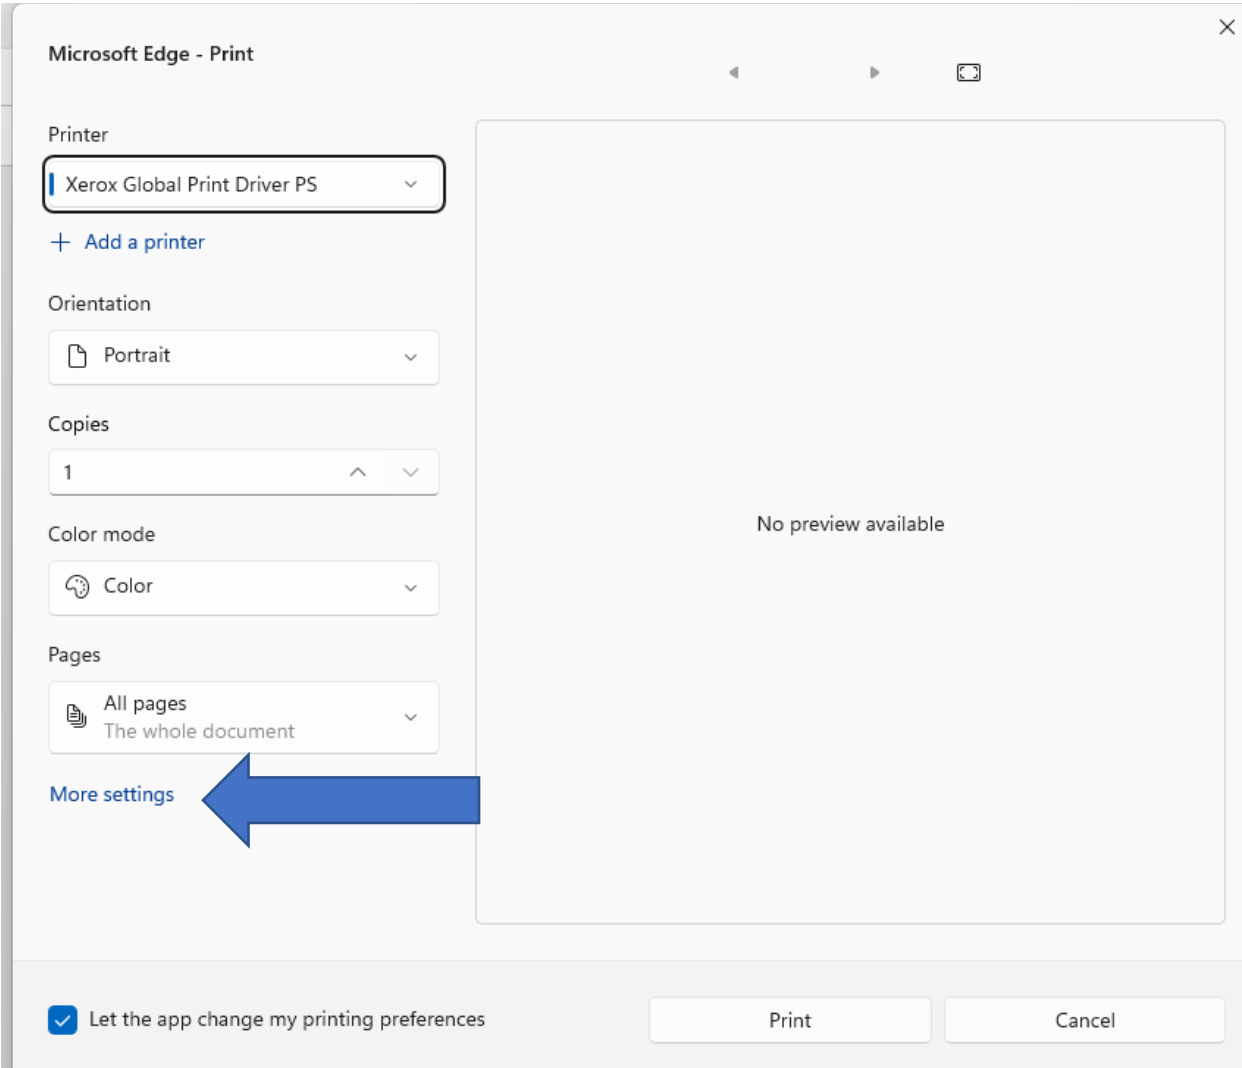 Microsoft Edge - Print
Printer
Xerox Global Print Driver PS
Add a printer
Orientation
Portrait
Copies
1
Color mode
Color
Pages
All pages
The whole document
More settings
No preview available
Let the app change my printing preferences
Print
Cancel